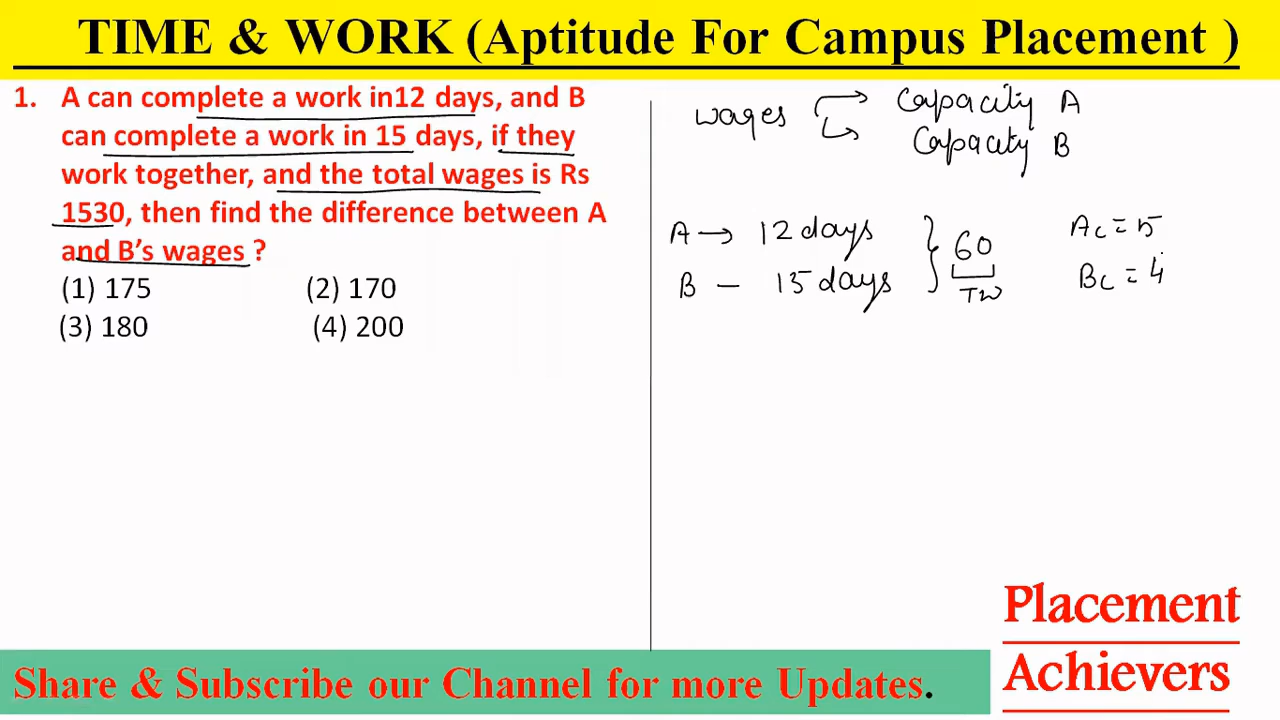 TIME & WORK (Aptitude For Campus Placement )
1. A can complete a work in12 days, and B
can complete a work in 15 days, if they
work together, and the total wages is Rs
1530, then find the difference between A
and B’s wages ?
(1) 175 (2) 170
(3) 180 (4) 200
wages Capacity A
Capacity B
A → 12 days } 60 Ac = 5
B - 15 days TW Bc = 4
Placement
Achievers
Share & Subscribe our Channel for more Updates.